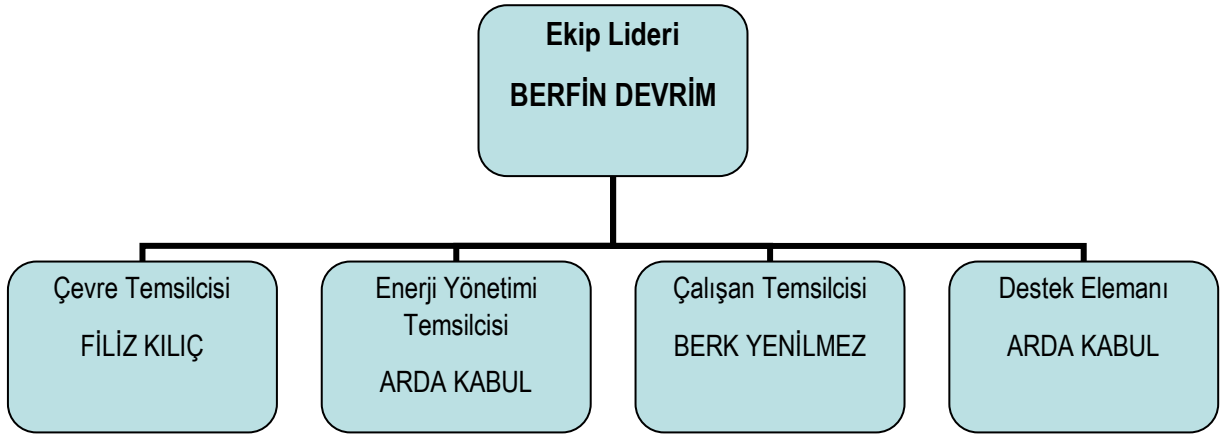 Ekip Lideri
BERFİN DEVRİM
Çevre Temsilcisi
FİLİZ KILIÇ
Enerji Yönetimi
Temsilcisi
ARDA KABUL
Çalışan Temsilcisi
BERK YENİLMEZ
Destek Elemanı
ARDA KABUL